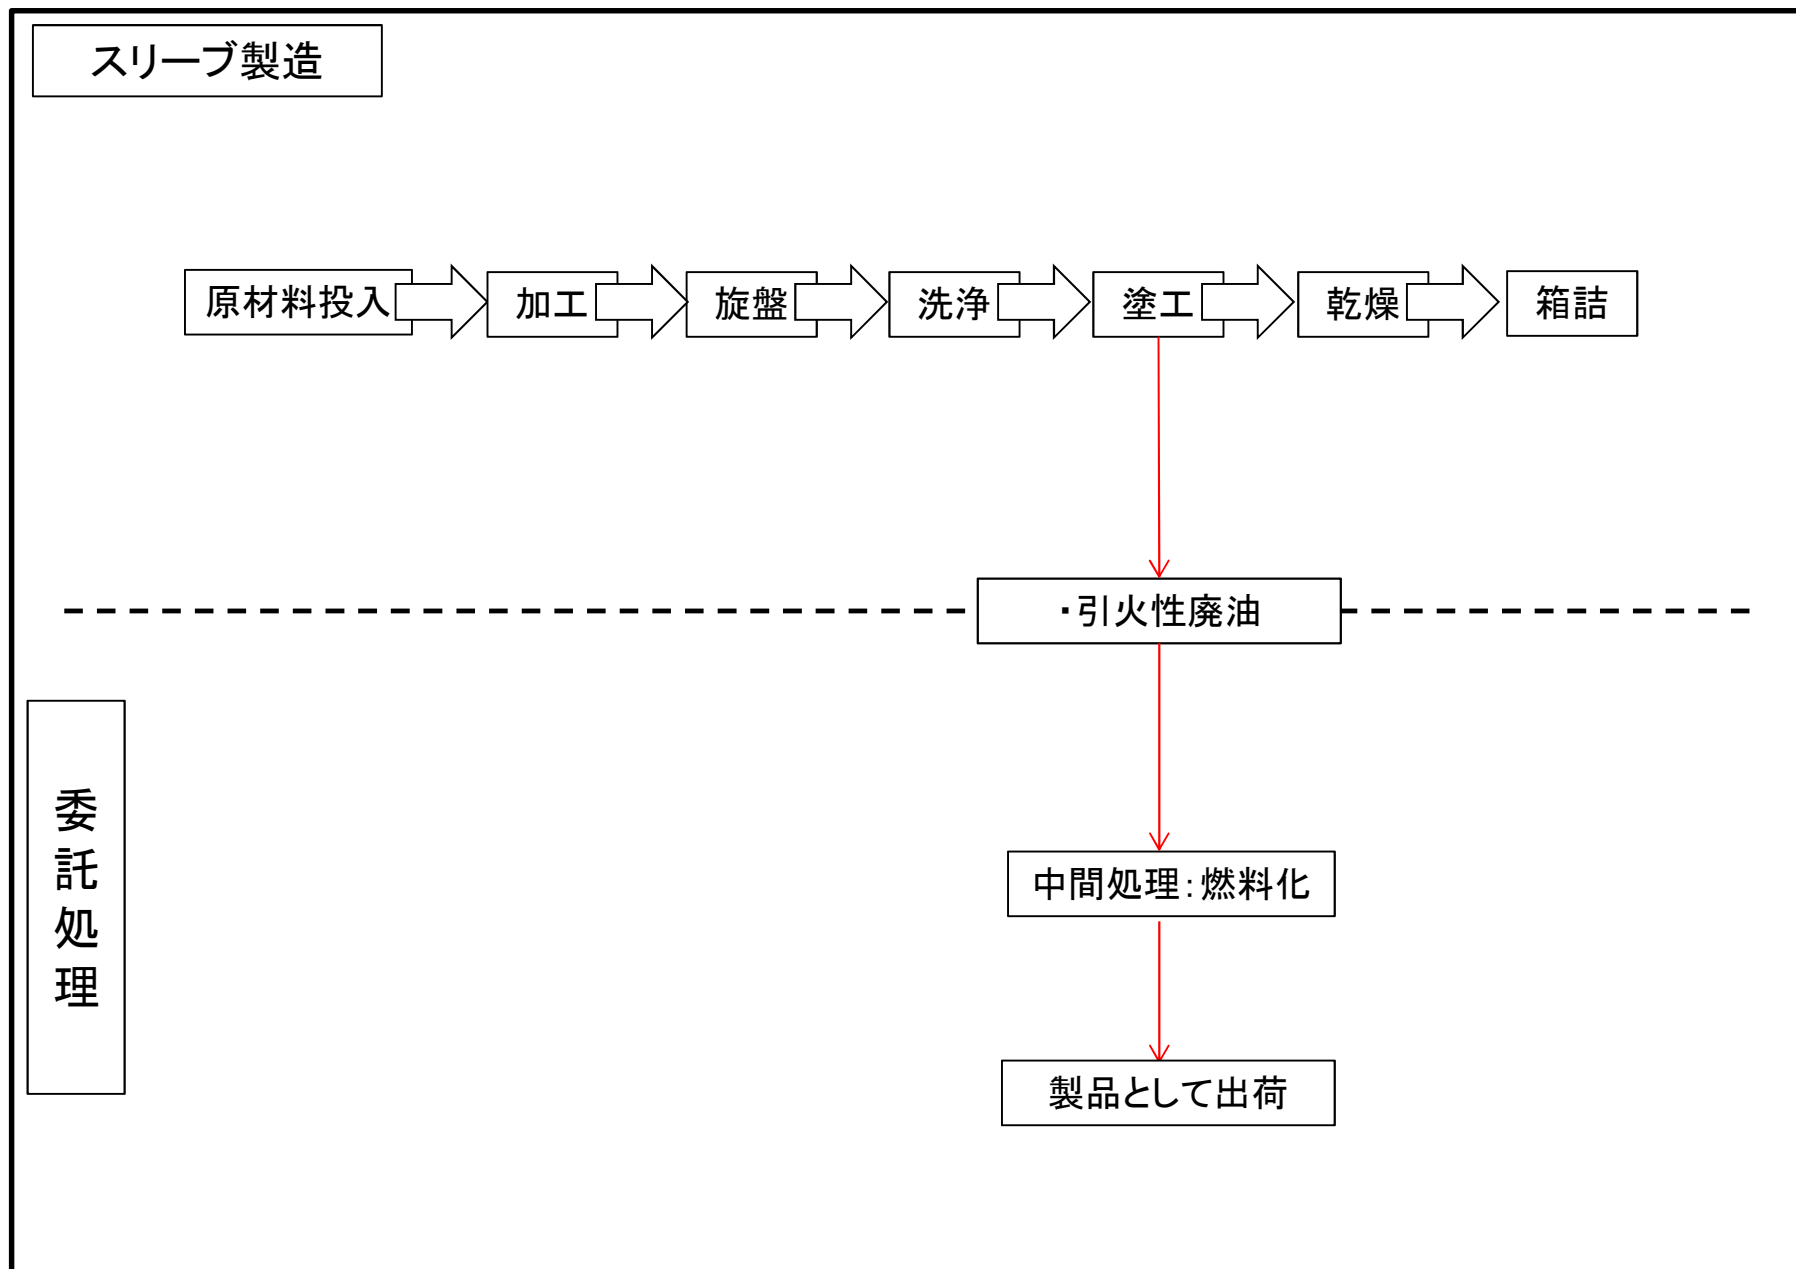 スリーブ製造
原材料投入
加工
旋盤
洗浄
塗工
乾燥
箱詰
・引火性廃油
委託処理
中間処理：燃料化
製品として出荷